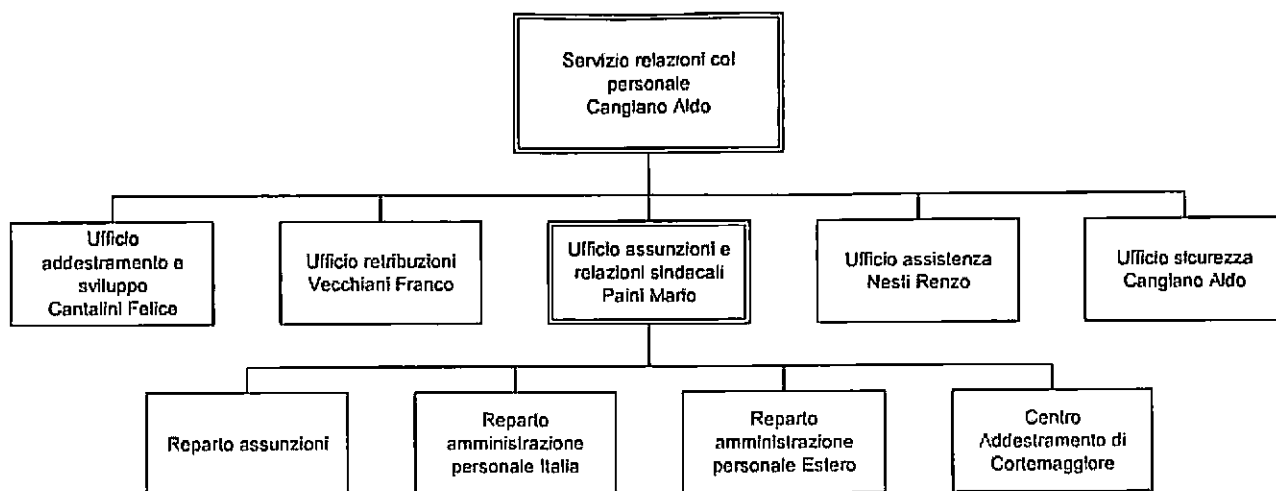 Servizio relazioni col
personale
Cangiano Aldo
Ufficio
addestramento e
sviluppo
Cantalini Felice
Ufficio retribuzioni
Vecchiani Franco
Ufficio assunzioni e
relazioni sindacali
Paini Mario
Ufficio assistenza
Nesti Renzo
Ufficio sicurezza
Cangiano Aldo
Reparto assunzioni
Reparto
amministrazione
personale Italia
Reparto
amministrazione
personale Estero
Centro
Addestramento di
Cortemaggiore